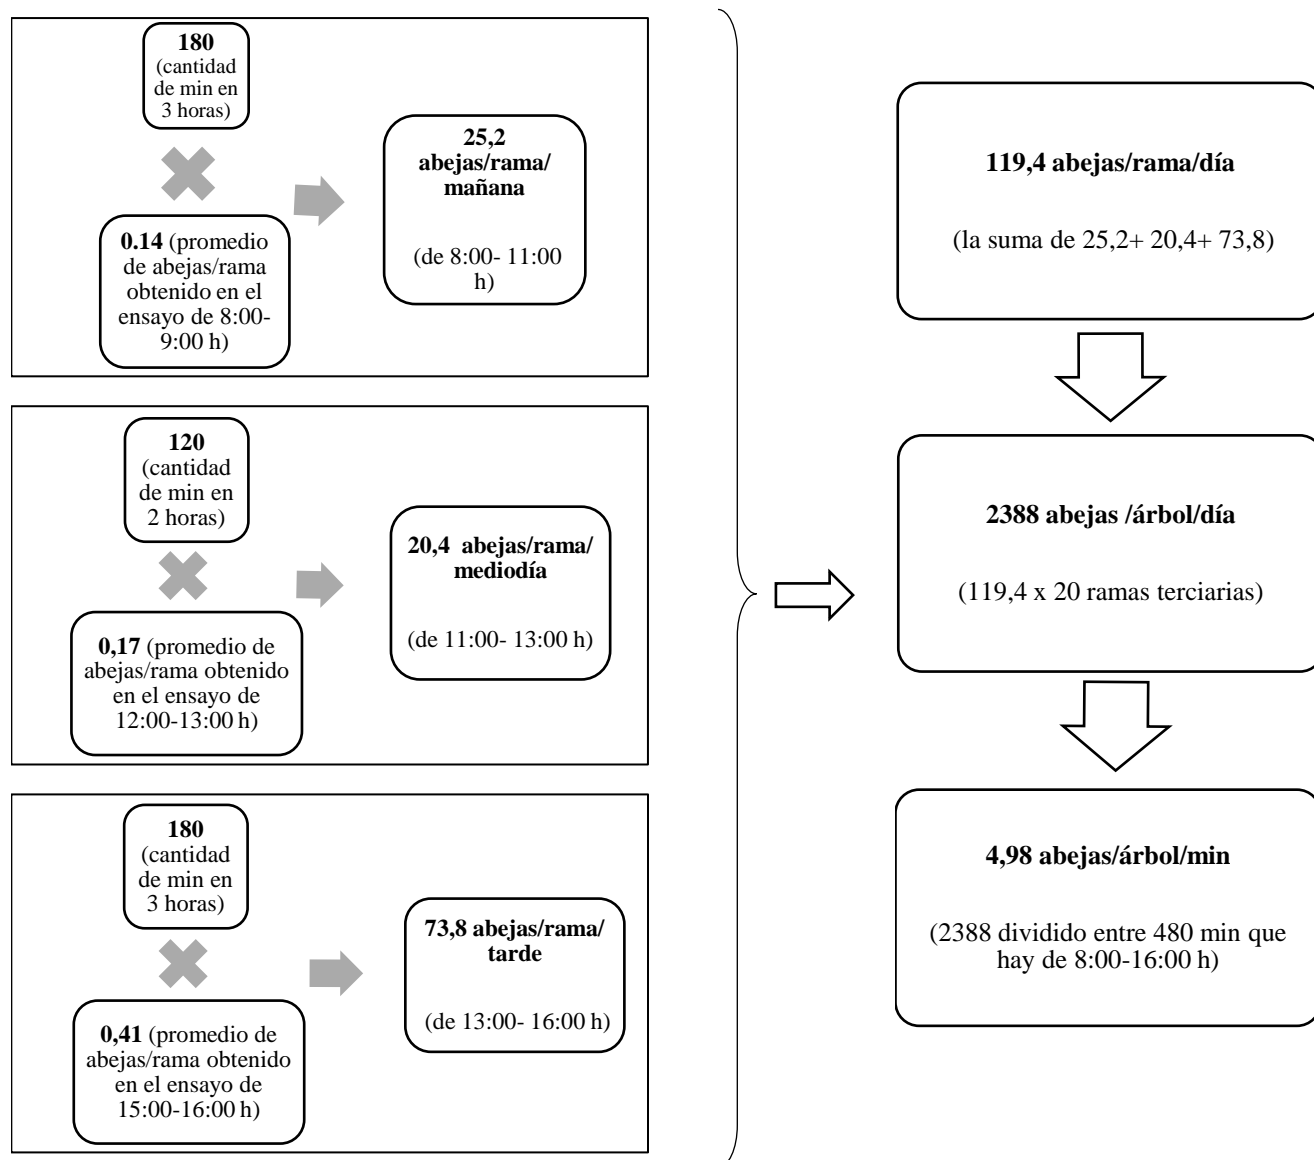 180
(cantidad
de min en
3 horas)
0.14 (promedio
de abejas/rama
obtenido en el
ensayo de 8:00-
9:00 h)
25,2
abejas/rama/
mañana
(de 8:00- 11:00
h)
120
(cantidad
de min en
2 horas)
0,17 (promedio de
abejas/rama obtenido
en el ensayo de
12:00-13:00 h)
20,4 abejas/rama/
mediodía
(de 11:00- 13:00 h)
180
(cantidad
de min en
3 horas)
0,41 (promedio de
abejas/rama obtenido
en el ensayo de
15:00-16:00 h)
73,8 abejas/rama/
tarde
(de 13:00- 16:00 h)
119,4 abejas/rama/día
(la suma de 25,2+ 20,4+ 73,8)
2388 abejas /árbol/día
(119,4 x 20 ramas terciarias)
4,98 abejas/árbol/min
(2388 dividido entre 480 min que
hay de 8:00-16:00 h)